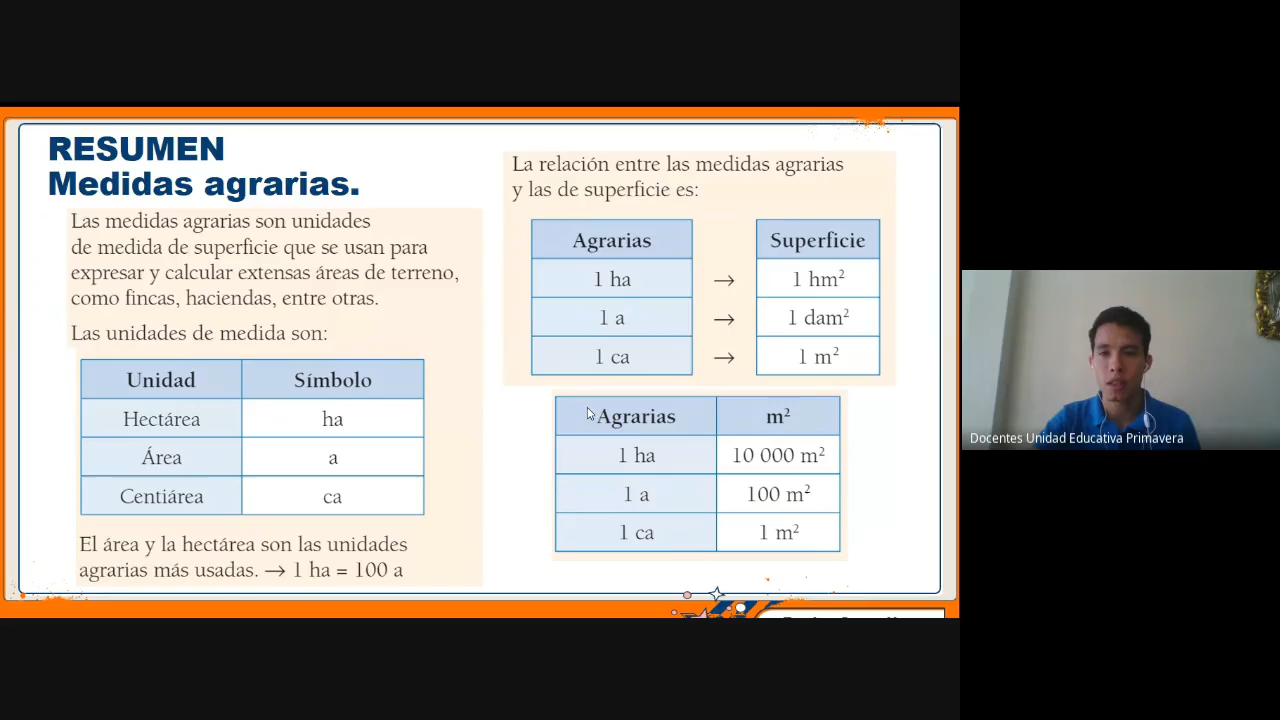 RESUMEN
Medidas agrarias.
Las medidas agrarias son unidades
de medida de superficie que se usan para
expresar y calcular extensas áreas de terreno,
como fincas, haciendas, entre otras.
Las unidades de medida son:
Unidad Símbolo
Hectárea ha
Área a
Centiárea ca
El área y la hectárea son las unidades
agrarias más usadas. → 1 ha = 100 a
La relación entre las medidas agrarias
y las de superficie es:
Agrarias Superficie
1 ha → 1 hm²
1 a → 1 dam²
1 ca → 1 m²
Agrarias m²
1 ha 10 000 m²
1 a 100 m²
1 ca 1 m²
Docentes Unidad Educativa Primavera